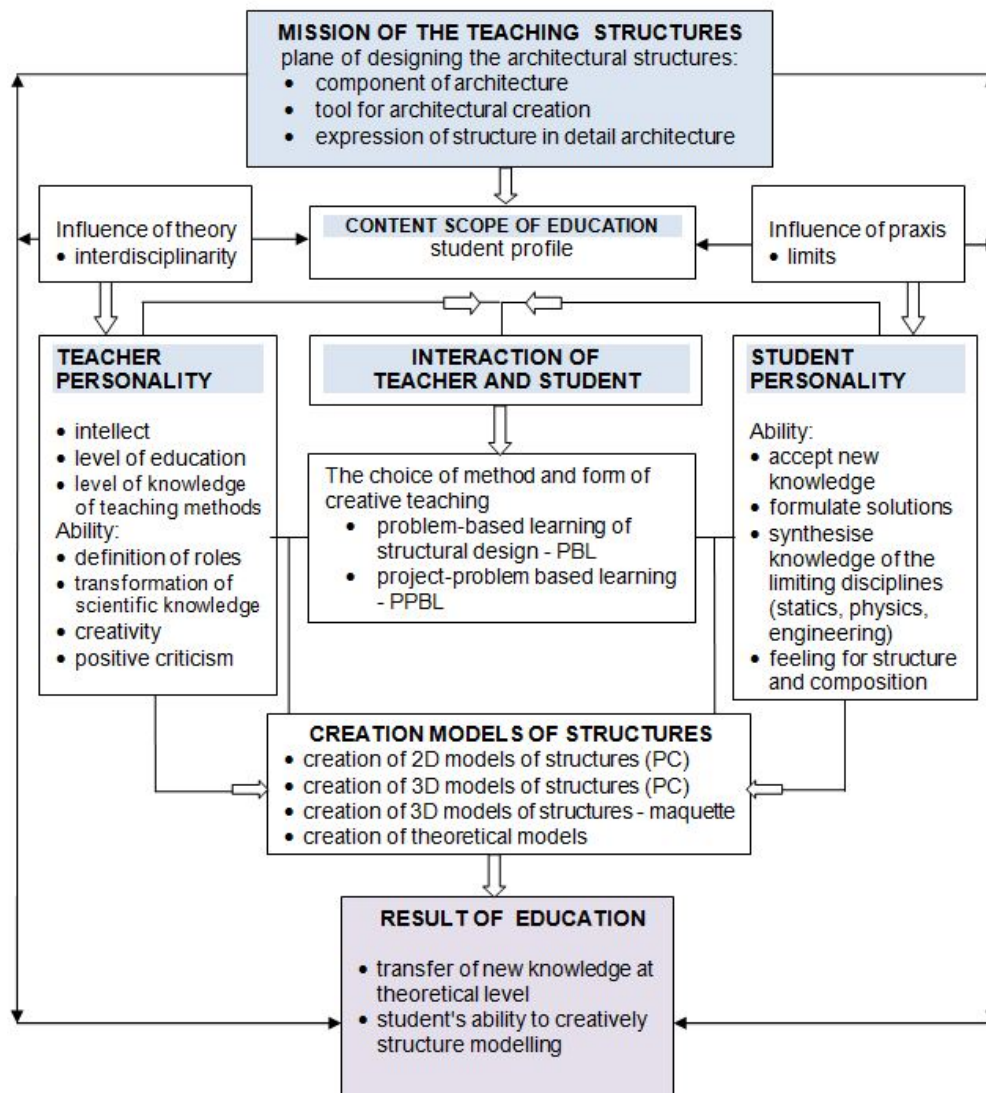 MISSION OF THE TEACHING STRUCTURES
plane of designing the architectural structures:
• component of architecture
• tool for architectural creation
• expression of structure in detail architecture
Influence of theory
• interdisciplinarity
CONTENT SCOPE OF EDUCATION
student profile
Influence of praxis
• limits
TEACHER
PERSONALITY
• intellect
• level of education
• level of knowledge
of teaching methods
Ability:
• definition of roles
• transformation of
scientific knowledge
• creativity
• positive criticism
INTERACTION OF
TEACHER AND STUDENT
The choice of method and form of
creative teaching
• problem-based learning of
structural design - PBL
• project-problem based learning
- PPBL
STUDENT
PERSONALITY
Ability:
• accept new
knowledge
• formulate solutions
• synthesise
knowledge of the
limiting disciplines
(statics, physics,
engineering)
• feeling for structure
and composition
CREATION MODELS OF STRUCTURES
• creation of 2D models of structures (PC)
• creation of 3D models of structures (PC)
• creation of 3D models of structures - maquette
• creation of theoretical models
RESULT OF EDUCATION
• transfer of new knowledge at
theoretical level
• student's ability to creatively
structure modelling